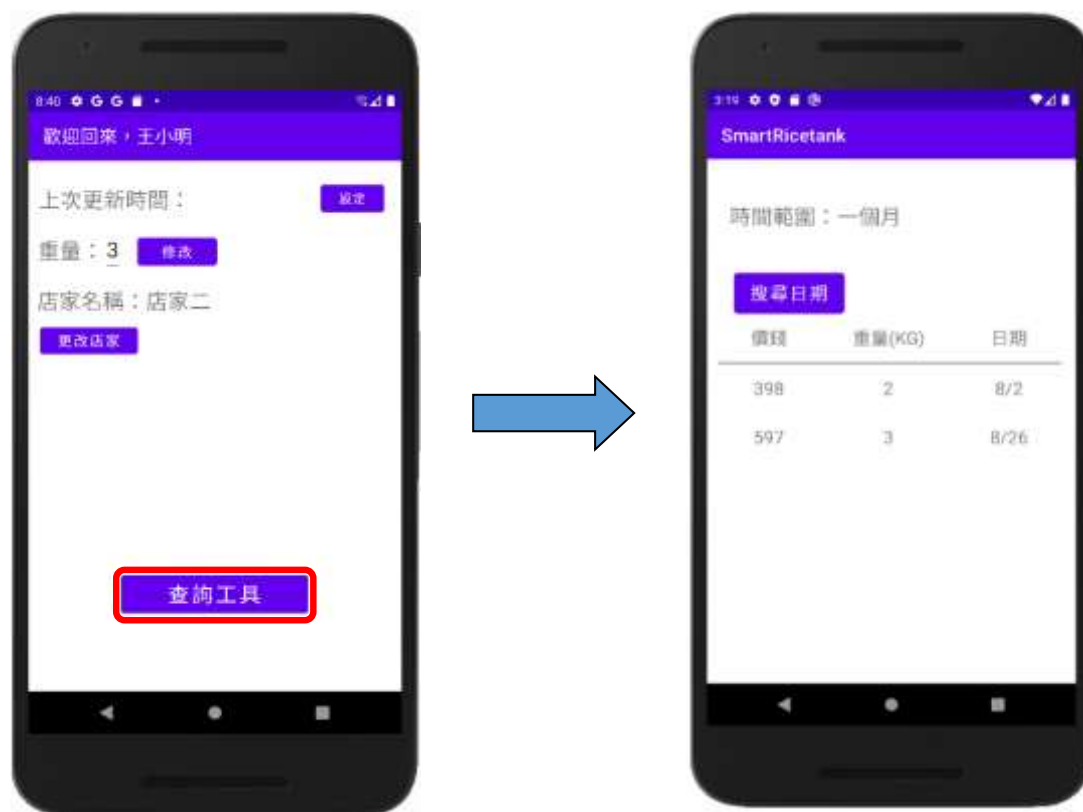 8:40 G G
歡迎回來，王小明
上次更新時間：
設定
重量：3 修改
店家名稱：店家二
更改店家
查詢工具
3:19
SmartRicetank
時間範圍：一個月
搜尋日期
價錢 重量(KG) 日期
398 2 8/2
597 3 8/26